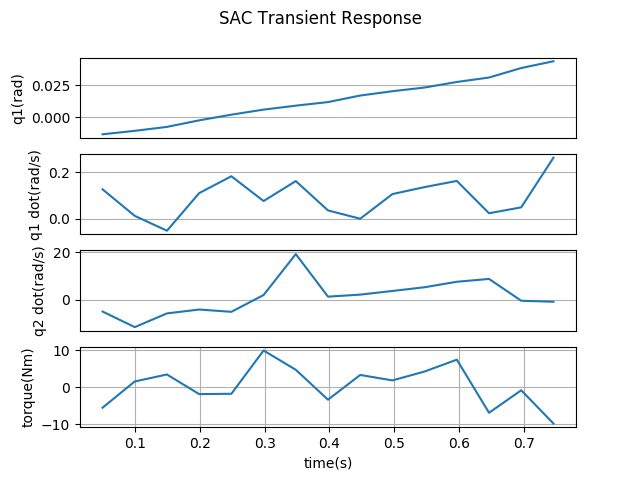 SAC Transient Response
q1(rad)
0.025
0.000
q1 dot(rad/s)
0.2
0.0
q2 dot(rad/s)
20
0
torque(Nm)
10
0
−10
0.1 0.2 0.3 0.4 0.5 0.6 0.7
time(s)